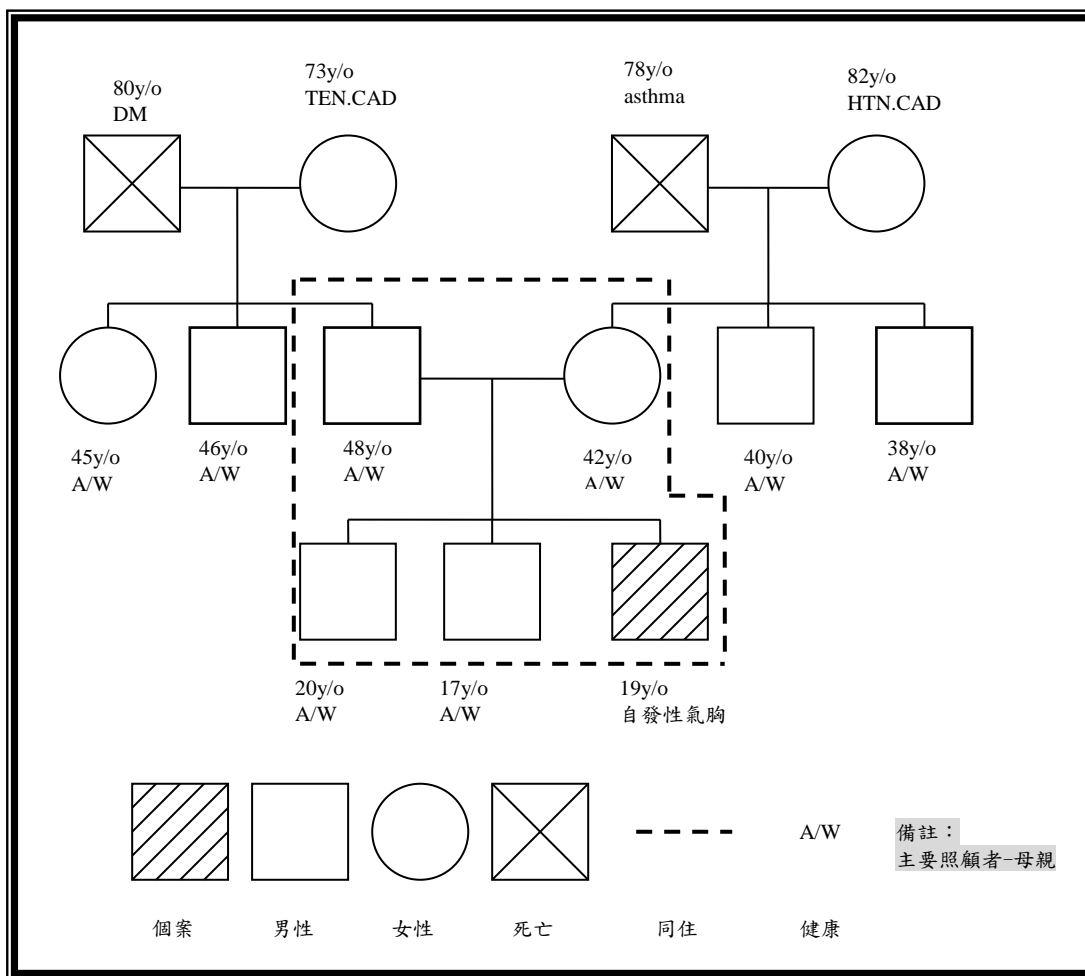 80y/o
DM
73y/o
TEN.CAD
78y/o
asthma
82y/o
HTN.CAD
45y/o
A/W
46y/o
A/W
48y/o
A/W
42y/o
A/W
40y/o
A/W
38y/o
A/W
20y/o
A/W
17y/o
A/W
19y/o
自發性氣胸
A/W
備註：
主要照顧者-母親
個案
男性
女性
死亡
同住
健康